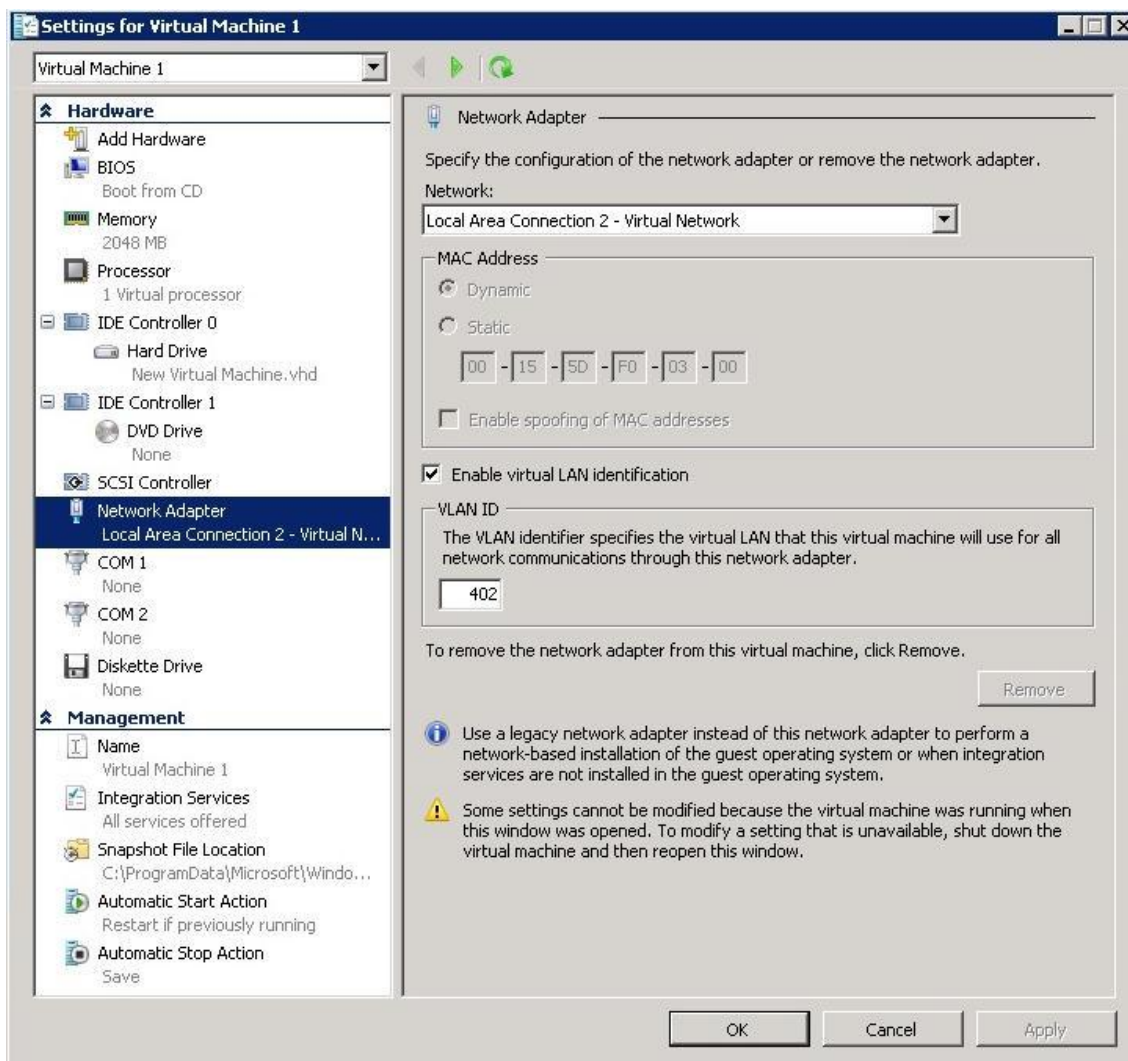 Settings for Virtual Machine 1
Virtual Machine 1
Hardware
Add Hardware
BIOS
Boot from CD
Memory
2048 MB
Processor
1 Virtual processor
IDE Controller 0
Hard Drive
New Virtual Machine.vhd
IDE Controller 1
DVD Drive
None
SCSI Controller
Network Adapter
Local Area Connection 2 - Virtual N...
COM 1
None
COM 2
None
Diskette Drive
None
Management
Name
Virtual Machine 1
Integration Services
All services offered
Snapshot File Location
C:\ProgramData\Microsoft\Windo...
Automatic Start Action
Restart if previously running
Automatic Stop Action
Save
Network Adapter
Specify the configuration of the network adapter or remove the network adapter.
Network:
Local Area Connection 2 - Virtual Network
MAC Address
Dynamic
Static
00 - 15 - 5D - F0 - 03 - 00
Enable spoofing of MAC addresses
Enable virtual LAN identification
VLAN ID
The VLAN identifier specifies the virtual LAN that this virtual machine will use for all
network communications through this network adapter.
402
To remove the network adapter from this virtual machine, click Remove.
Remove
Use a legacy network adapter instead of this network adapter to perform a
network-based installation of the guest operating system or when integration
services are not installed in the guest operating system.
Some settings cannot be modified because the virtual machine was running when
this window was opened. To modify a setting that is unavailable, shut down the
virtual machine and then reopen this window.
OK
Cancel
Apply